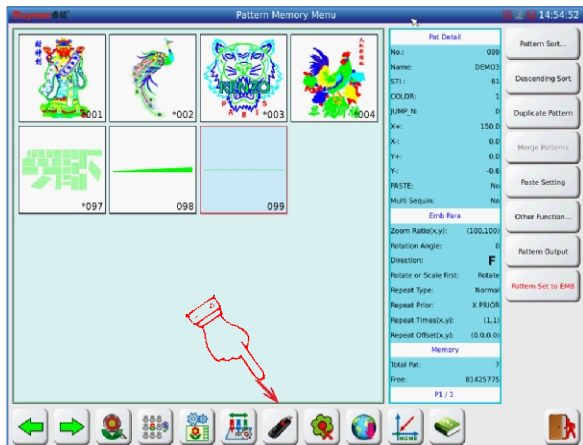 Pattern Memory Menu
14:54:52
*001
*002
KENZO
PARIS
*003
*004
*097
098
099
Pat Detail
No.: 099
Name: DEMO3
STI.: 61
COLOR: 1
JUMP_N: 0
X+: 150.0
X-: 0.0
Y+: 0.0
Y-: -0.6
PASTE: No
Multi Sequin: No
Emb Para
Zoom Ratio(x,y): (100,100)
Rotation Angle: 0
Direction: F
Rotate or Scale first: Rotate
Repeat Type: Normal
Repeat Prior: X PRIOR
Repeat Times(x,y): (1,1)
Repeat Offset(x,y): (0.0,0.0)
Memory
Total Pat: 7
Free: 81425775
P1 / 1
Pattern Sort...
Descending Sort
Duplicate Pattern
Merge Patterns
Paste Setting
Other Function...
Pattern Output
Pattern Set to EMB
HOME